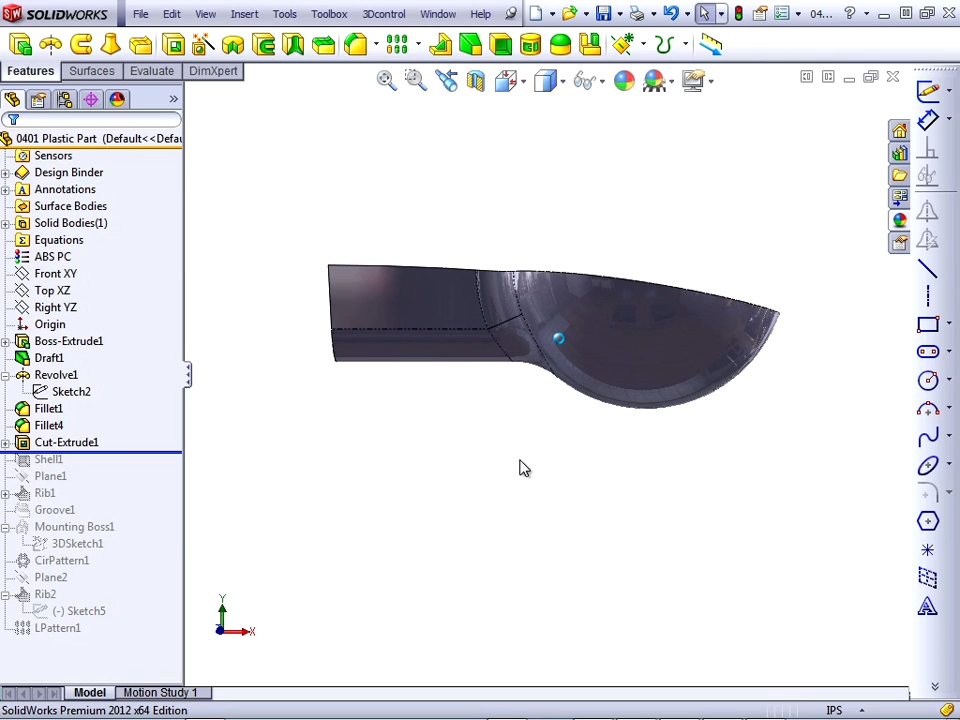 SOLIDWORKS File Edit View Insert Tools Toolbox 3Dcontrol Window Help 04... ?
Features Surfaces Evaluate DimXpert
0401 Plastic Part (Default<<Defau
Sensors
Design Binder
Annotations
Surface Bodies
Solid Bodies(1)
Equations
ABS PC
Front XY
Top XZ
Right YZ
Origin
Boss-Extrude1
Draft1
Revolve1
Sketch2
Fillet1
Fillet4
Cut-Extrude1
Shell1
Plane1
Rib1
Groove1
Mounting Boss1
3DSketch1
CirPattern1
Plane2
Rib2
(-) Sketch5
LPattern1
Y
Z X
Model Motion Study 1
SolidWorks Premium 2012 x64 Edition IPS